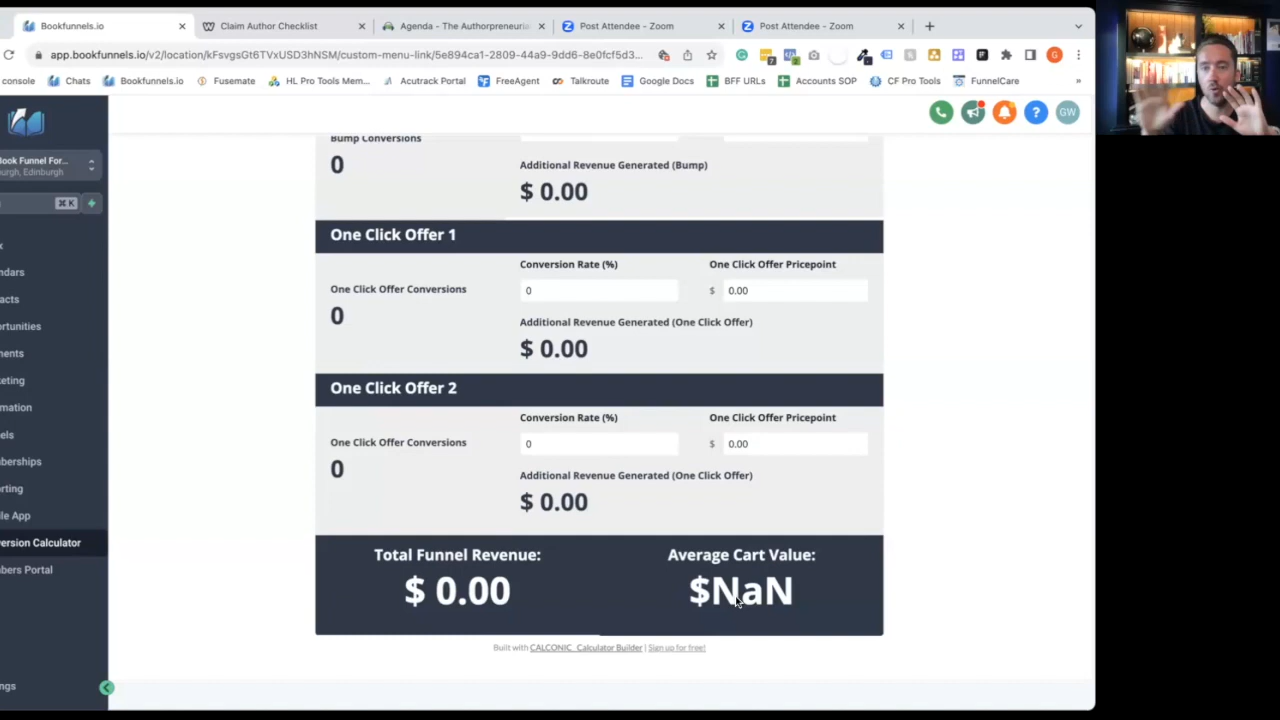 Bookfunnels.io
Claim Author Checklist
Agenda - The Authorpreneuria
Post Attendee - Zoom
Post Attendee - Zoom
app.bookfunnels.io/v2/location/kFsvgsGt6TVxUSD3hNSM/custom-menu-link/5e894ca1-2809-44a9-9dd6-8e0fcf5d3...
console
Chats
Bookfunnels.io
Fusemate
HL Pro Tools Mem...
Acutrack Portal
FreeAgent
Talkroute
Google Docs
BFF URLs
Accounts SOP
CF Pro Tools
FunnelCare
»
GW
Book Funnel For...
urgh, Edinburgh
⌘ K
x
ndars
acts
ortunities
ments
eting
mation
els
berships
rting
ile App
ersion Calculator
bers Portal
ngs
Bump Conversions
0
Additional Revenue Generated (Bump)
$ 0.00
One Click Offer 1
Conversion Rate (%)
One Click Offer Pricepoint
One Click Offer Conversions
0
$ 0.00
0
Additional Revenue Generated (One Click Offer)
$ 0.00
One Click Offer 2
Conversion Rate (%)
One Click Offer Pricepoint
One Click Offer Conversions
0
$ 0.00
0
Additional Revenue Generated (One Click Offer)
$ 0.00
Total Funnel Revenue:
Average Cart Value:
$ 0.00
$NaN
Built with CALCONIC_ Calculator Builder | Sign up for free!